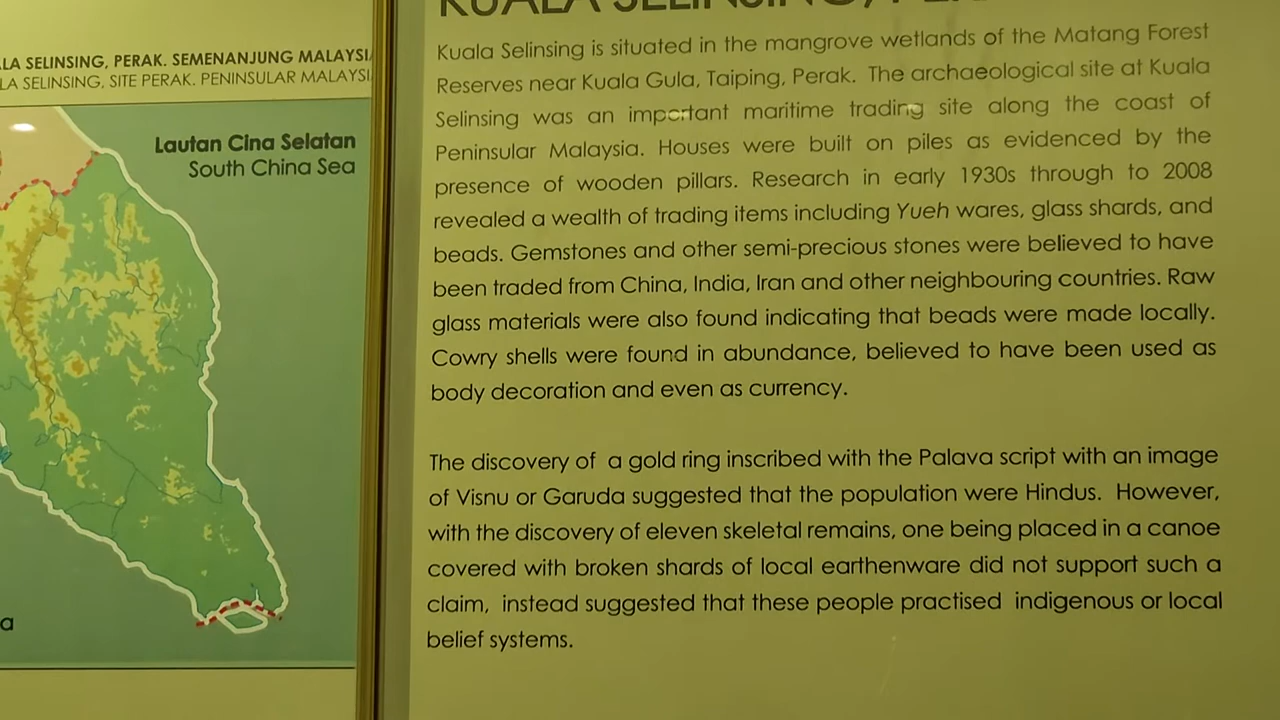 LA SELINSING, PERAK. SEMENANJUNG MALAYSI
LA SELINSING, SITE PERAK. PENINSULAR MALAYSI
Lautan Cina Selatan
South China Sea
a
KUALA SELINSING,
Kuala Selinsing is situated in the mangrove wetlands of the Matang Forest
Reserves near Kuala Gula, Taiping, Perak. The archaeological site at Kuala
Selinsing was an important maritime trading site along the coast of
Peninsular Malaysia. Houses were built on piles as evidenced by the
presence of wooden pillars. Research in early 1930s through to 2008
revealed a wealth of trading items including Yueh wares, glass shards, and
beads. Gemstones and other semi-precious stones were believed to have
been traded from China, India, Iran and other neighbouring countries. Raw
glass materials were also found indicating that beads were made locally.
Cowry shells were found in abundance, believed to have been used as
body decoration and even as currency.
The discovery of a gold ring inscribed with the Palava script with an image
of Visnu or Garuda suggested that the population were Hindus. However,
with the discovery of eleven skeletal remains, one being placed in a canoe
covered with broken shards of local earthenware did not support such a
claim, instead suggested that these people practised indigenous or local
belief systems.